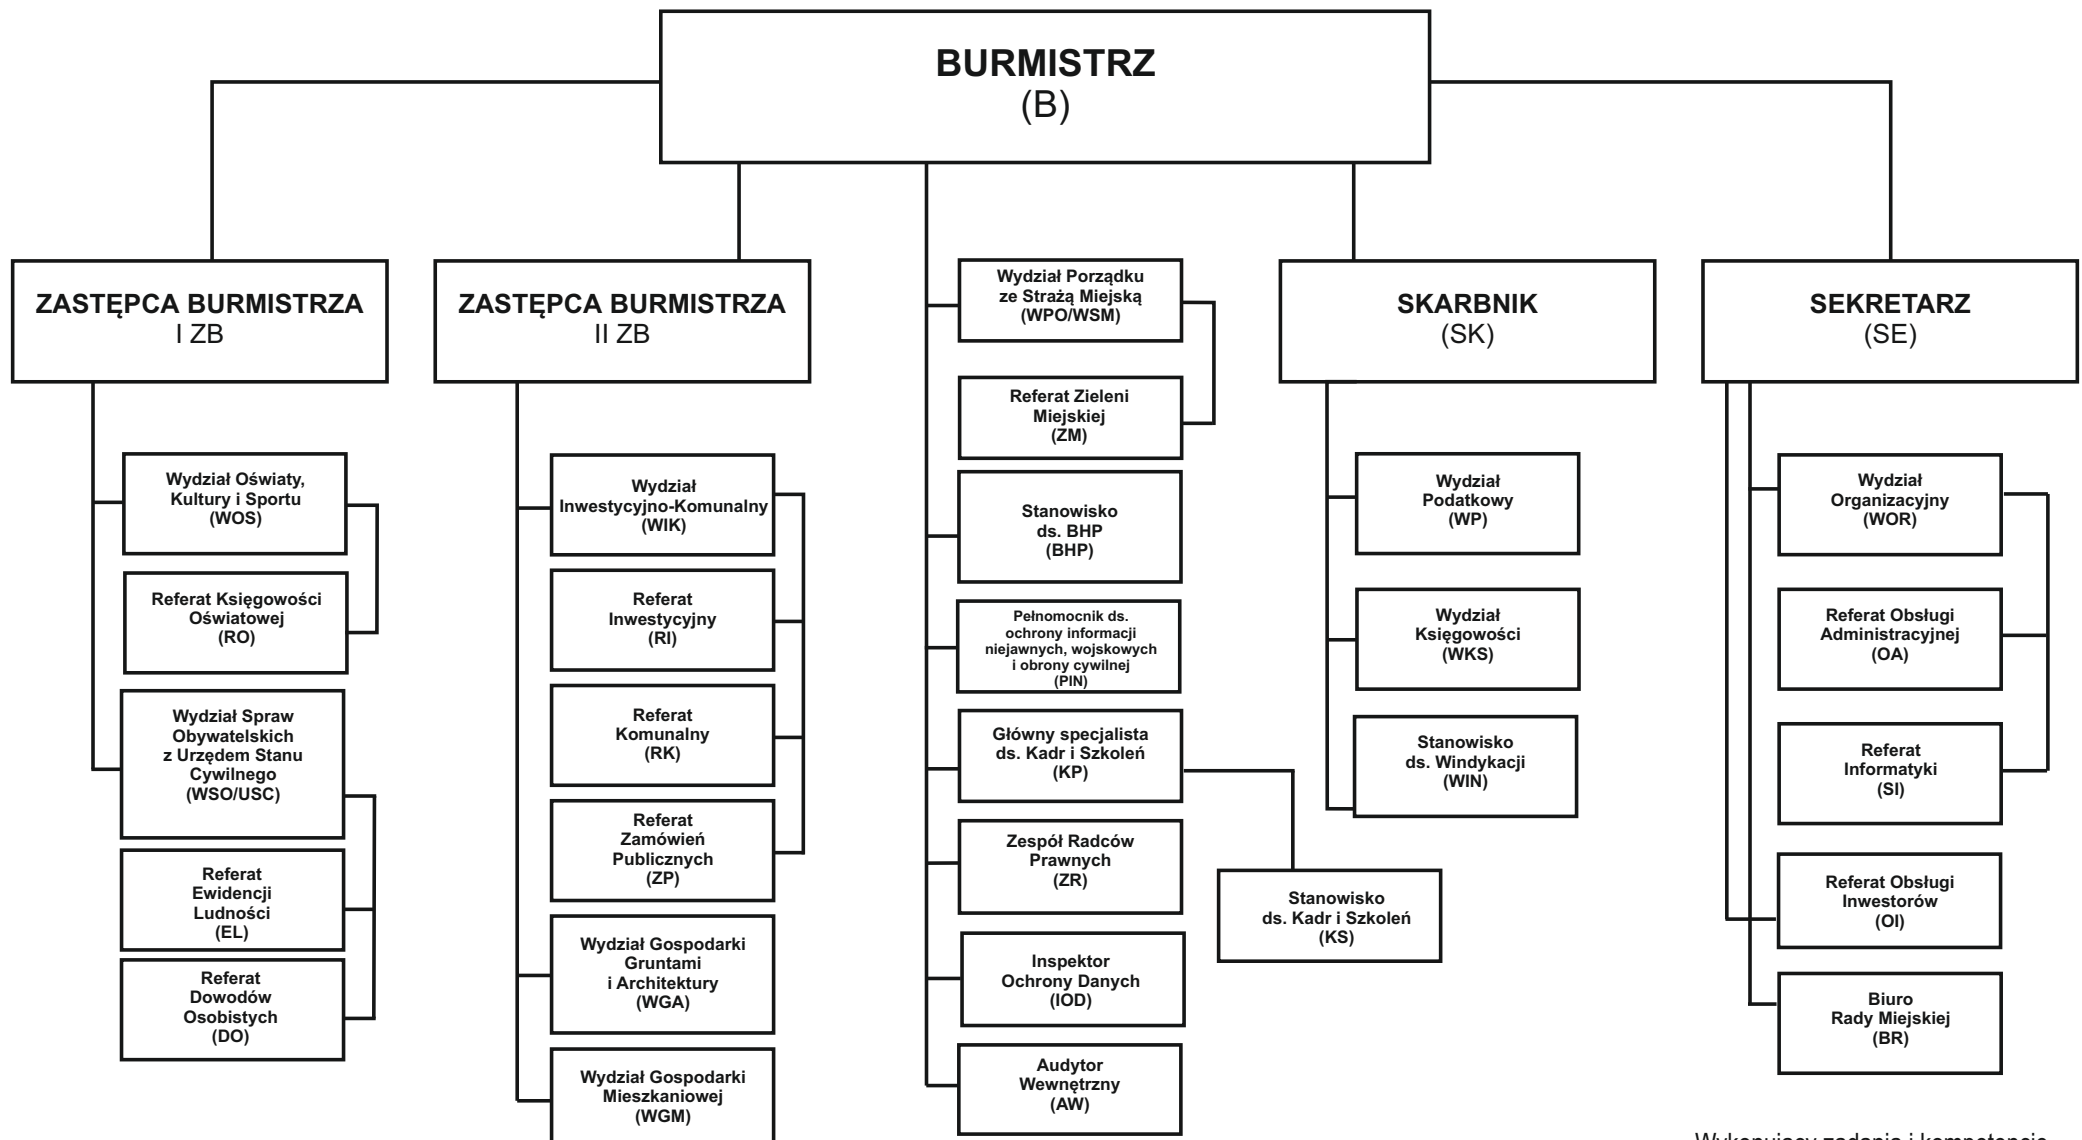 BURMISTRZ
(B)
ZASTĘPCA BURMISTRZA
I ZB
Wydział Oświaty,
Kultury i Sportu
(WOS)
Referat Księgowości
Oświatowej
(RO)
Wydział Spraw
Obywatelskich
z Urzędem Stanu
Cywilnego
(WSO/USC)
Referat
Ewidencji
Ludności
(EL)
Referat
Dowodów
Osobistych
(DO)
ZASTĘPCA BURMISTRZA
II ZB
Wydział
Inwestycyjno-Komunalny
(WIK)
Referat
Inwestycyjny
(RI)
Referat
Komunalny
(RK)
Referat
Zamówień
Publicznych
(ZP)
Wydział Gospodarki
Gruntami
i Architektury
(WGA)
Wydział Gospodarki
Mieszkaniowej
(WGM)
Wydział Porządku
ze Strażą Miejską
(WPO/WSM)
Referat Zieleni
Miejskiej
(ZM)
Stanowisko
ds. BHP
(BHP)
Pełnomocnik ds.
ochrony informacji
niejawnych, wojskowych
i obrony cywilnej
(PIN)
Główny specjalista
ds. Kadr i Szkoleń
(KP)
Zespół Radców
Prawnych
(ZR)
Inspektor
Ochrony Danych
(IOD)
Audytor
Wewnętrzny
(AW)
Stanowisko
ds. Kadr i Szkoleń
(KS)
SKARBNIK
(SK)
Wydział
Podatkowy
(WP)
Wydział
Księgowości
(WKS)
Stanowisko
ds. Windykacji
(WIN)
SEKRETARZ
(SE)
Wydział
Organizacyjny
(WOR)
Referat Obsługi
Administracyjnej
(OA)
Referat
Informatyki
(SI)
Referat Obsługi
Inwestorów
(OI)
Biuro
Rady Miejskiej
(BR)
Wykonujący zadania i kompetencje